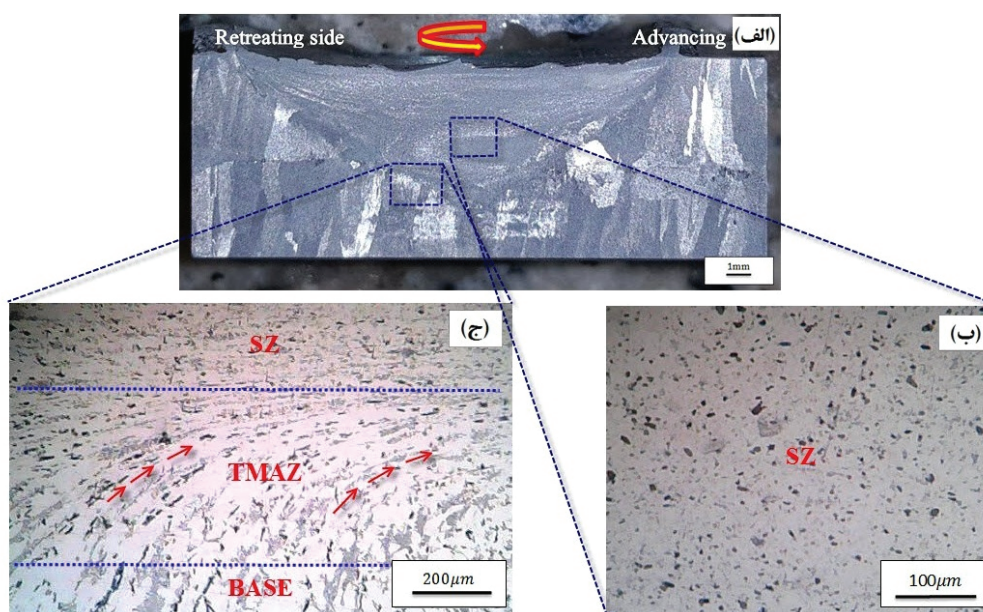 Retreating side
Advancing
(الف)
1mm
(ج)
SZ
TMAZ
BASE
200μm
(ب)
SZ
100μm